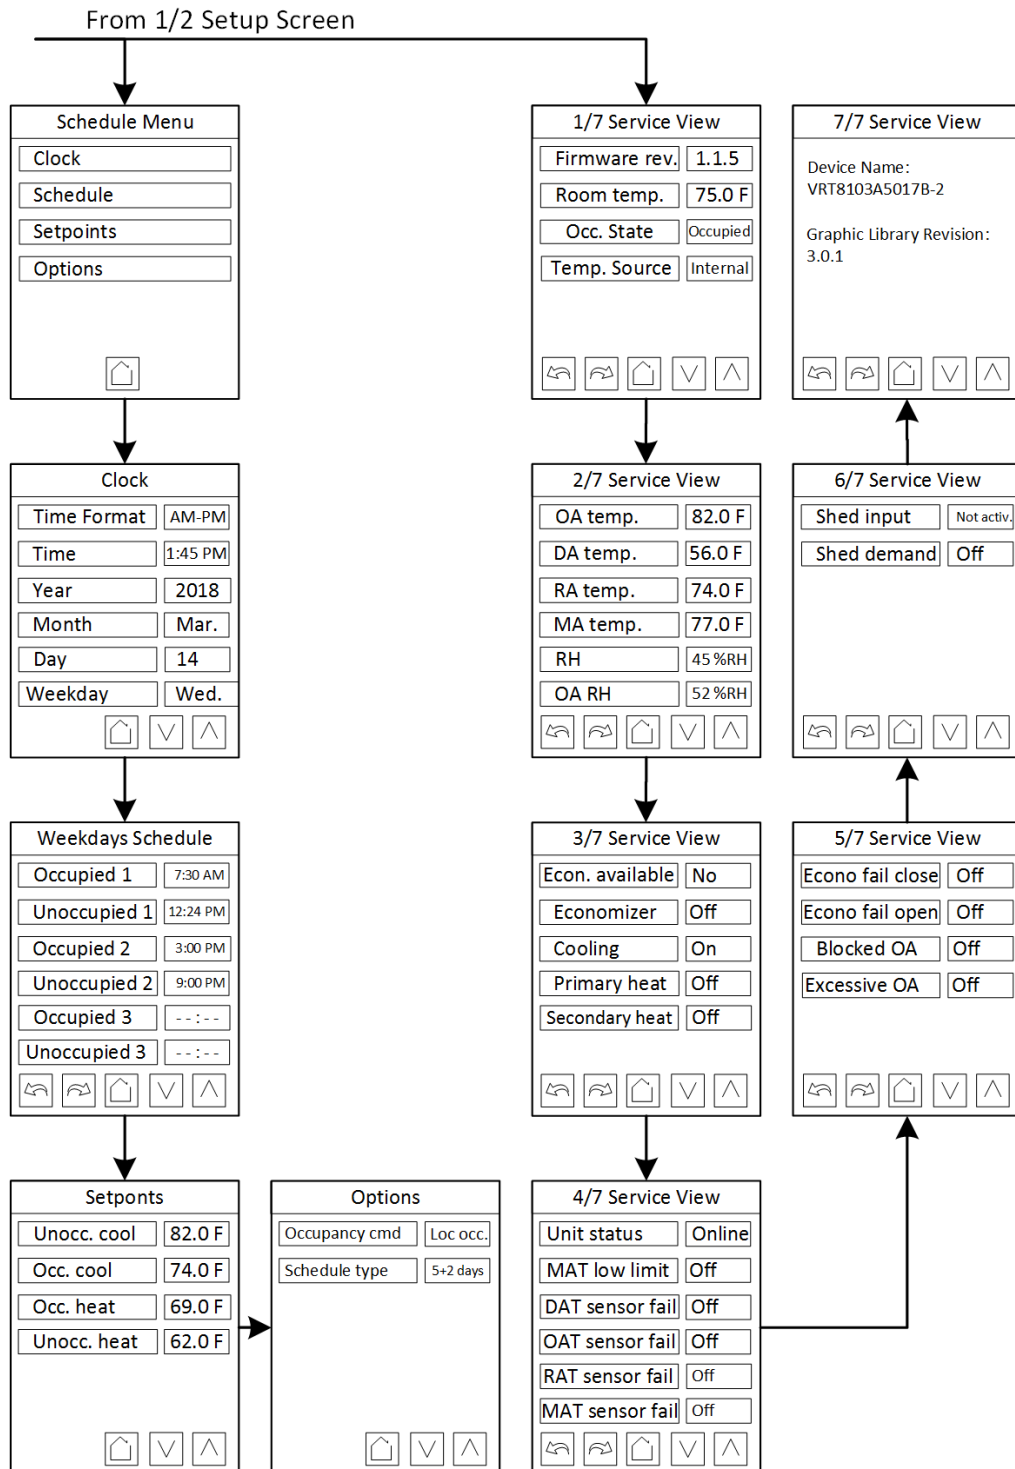 From 1/2 Setup Screen
Schedule Menu
Clock
Schedule
Setpoints
Options
Clock
Time Format AM-PM
Time 1:45 PM
Year 2018
Month Mar.
Day 14
Weekday Wed.
Weekdays Schedule
Occupied 1 7:30 AM
Unoccupied 1 12:24 PM
Occupied 2 3:00 PM
Unoccupied 2 9:00 PM
Occupied 3 --:--
Unoccupied 3 --:--
Setponts
Unocc. cool 82.0 F
Occ. cool 74.0 F
Occ. heat 69.0 F
Unocc. heat 62.0 F
Options
Occupancy cmd Loc occ.
Schedule type 5+2 days
1/7 Service View
Firmware rev. 1.1.5
Room temp. 75.0 F
Occ. State Occupied
Temp. Source Internal
2/7 Service View
OA temp. 82.0 F
DA temp. 56.0 F
RA temp. 74.0 F
MA temp. 77.0 F
RH 45 %RH
OA RH 52 %RH
3/7 Service View
Econ. available No
Economizer Off
Cooling On
Primary heat Off
Secondary heat Off
4/7 Service View
Unit status Online
MAT low limit Off
DAT sensor fail Off
OAT sensor fail Off
RAT sensor fail Off
MAT sensor fail Off
5/7 Service View
Econo fail close Off
Econo fail open Off
Blocked OA Off
Excessive OA Off
6/7 Service View
Shed input Not activ.
Shed demand Off
7/7 Service View
Device Name:
VRT8103A5017B-2
Graphic Library Revision:
3.0.1